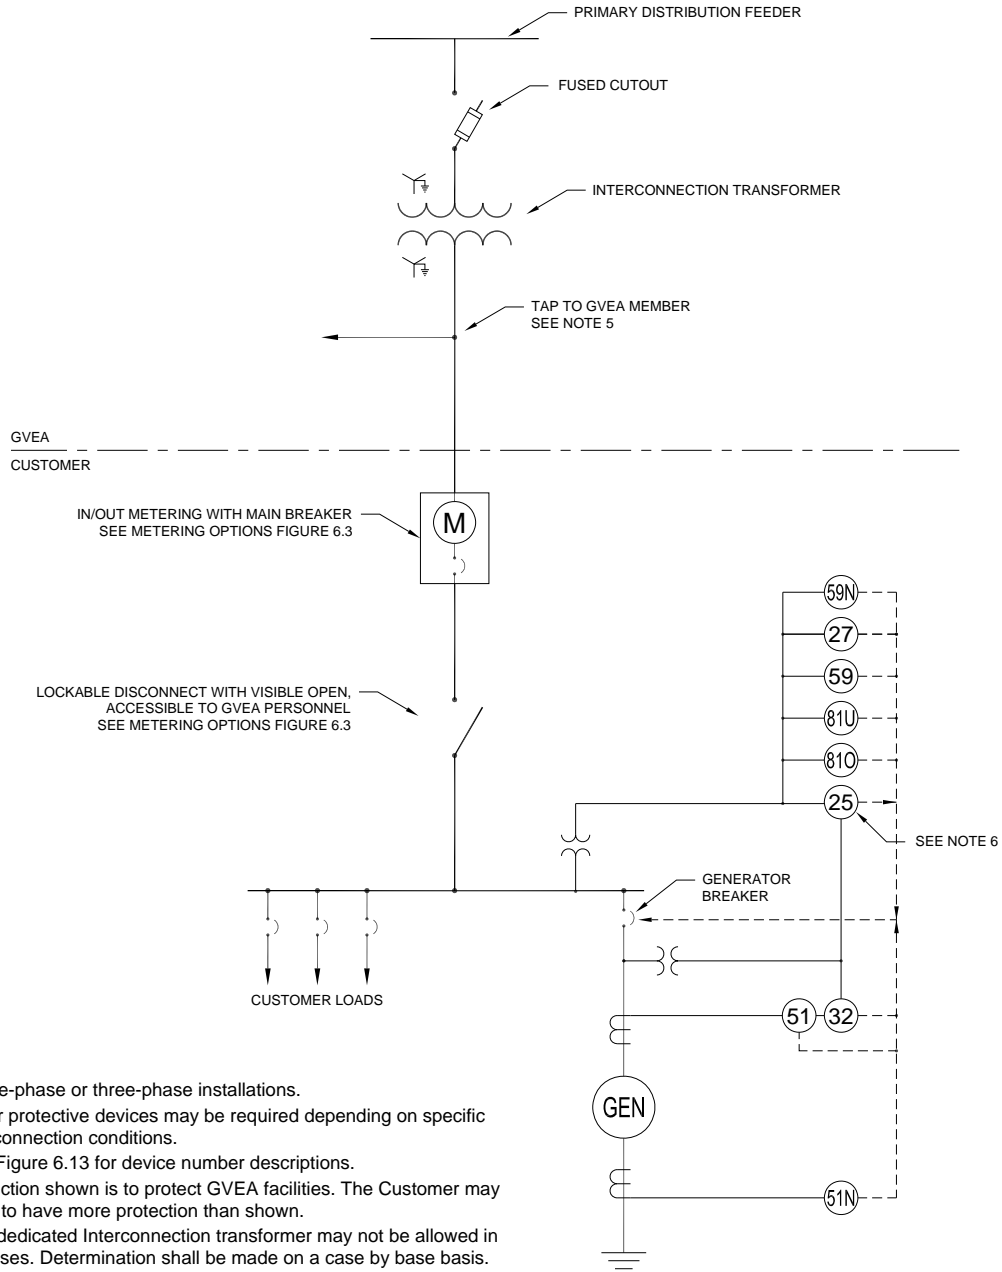 PRIMARY DISTRIBUTION FEEDER
FUSED CUTOUT
INTERCONNECTION TRANSFORMER
TAP TO GVEA MEMBER
SEE NOTE 5
GVEA
CUSTOMER
IN/OUT METERING WITH MAIN BREAKER
SEE METERING OPTIONS FIGURE 6.3
M
59N
27
59
81U
81O
25
SEE NOTE 6
LOCKABLE DISCONNECT WITH VISIBLE OPEN,
ACCESSIBLE TO GVEA PERSONNEL
SEE METERING OPTIONS FIGURE 6.3
GENERATOR
BREAKER
CUSTOMER LOADS
51
32
GEN
51N
e-phase or three-phase installations.
r protective devices may be required depending on specific
connection conditions.
Figure 6.13 for device number descriptions.
ction shown is to protect GVEA facilities. The Customer may
to have more protection than shown.
dedicated Interconnection transformer may not be allowed in
ses. Determination shall be made on a case by base basis.